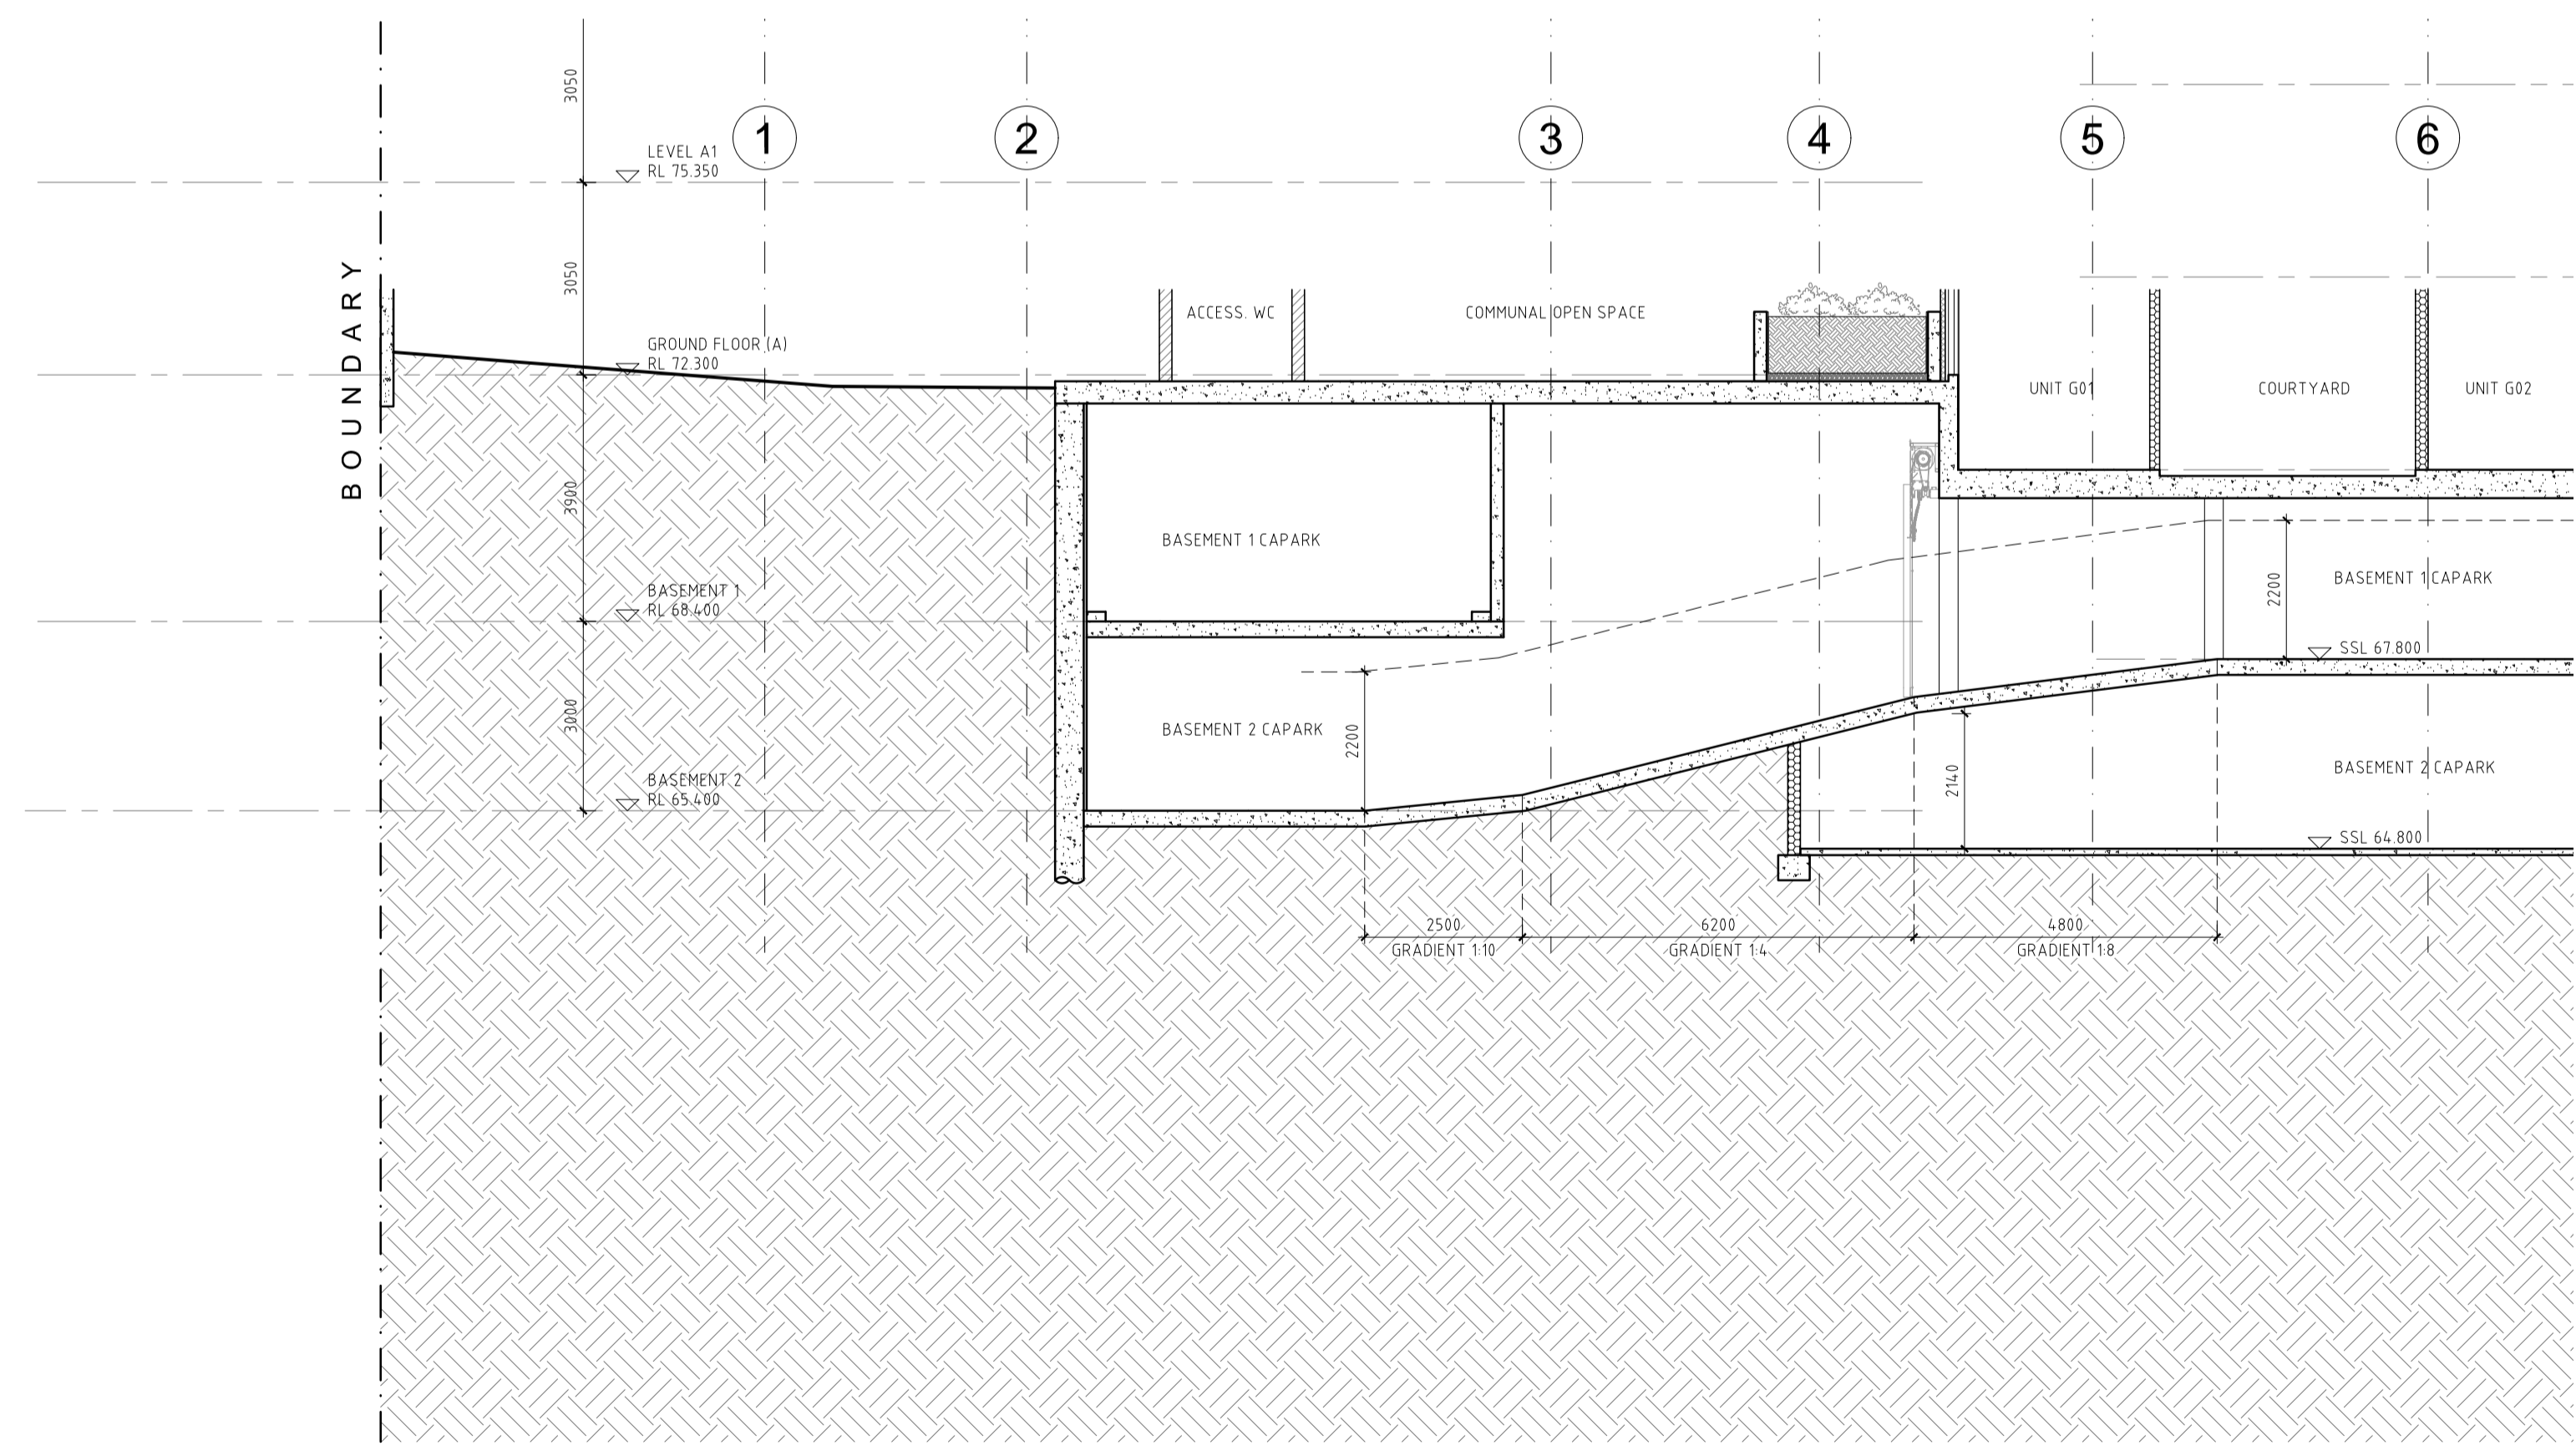 3050
1
2
3
4
5
6
LEVEL A1
RL 75.350
BOUNDARY
3050
ACCESS. WC
COMMUNAL OPEN SPACE
GROUND FLOOR (A)
RL 72.300
UNIT G01
COURTYARD
UNIT G02
3900
BASEMENT 1 CAPARK
BASEMENT 1 CAPARK
2200
BASEMENT 1
RL 68.400
SSL 67.800
3000
BASEMENT 2 CAPARK
2200
2140
BASEMENT 2 CAPARK
BASEMENT 2
RL 65.400
SSL 64.800
2500
6200
4800
GRADIENT 1:10
GRADIENT 1:4
GRADIENT 1:8